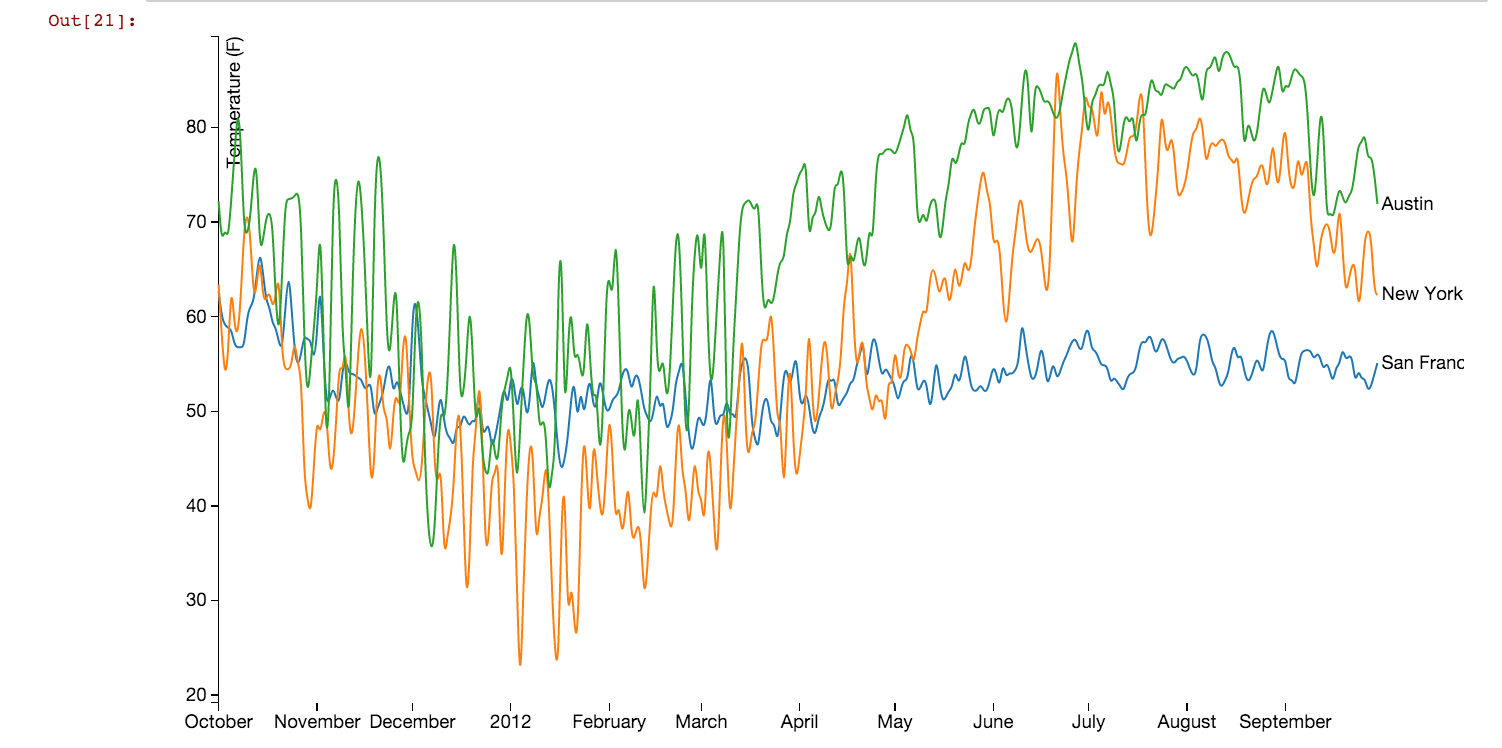 Out[21]:
Temperature (F)
80
70
60
50
40
30
20
Austin
New York
San Franc
October November December 2012 February March April May June July August September